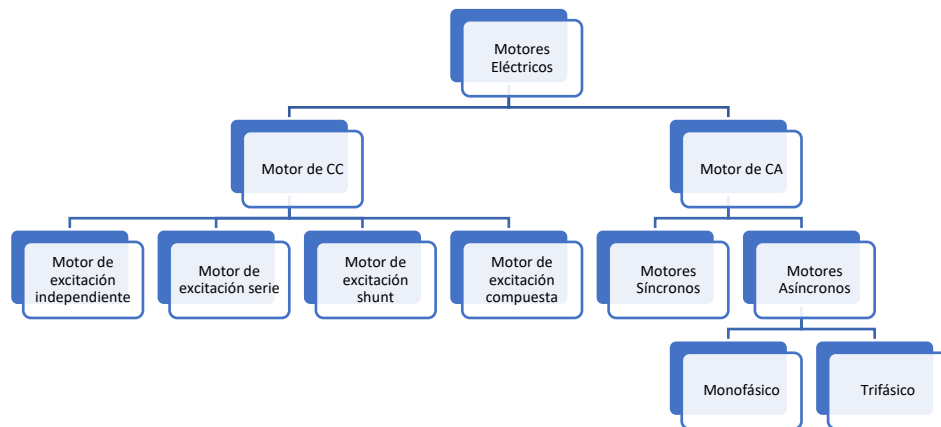 Motores
Eléctricos
Motor de CC
Motor de CA
Motor de
excitación
independiente
Motor de
excitación serie
Motor de
excitación
shunt
Motor de
excitación
compuesta
Motores
Síncronos
Motores
Asíncronos
Monofásico
Trifásico